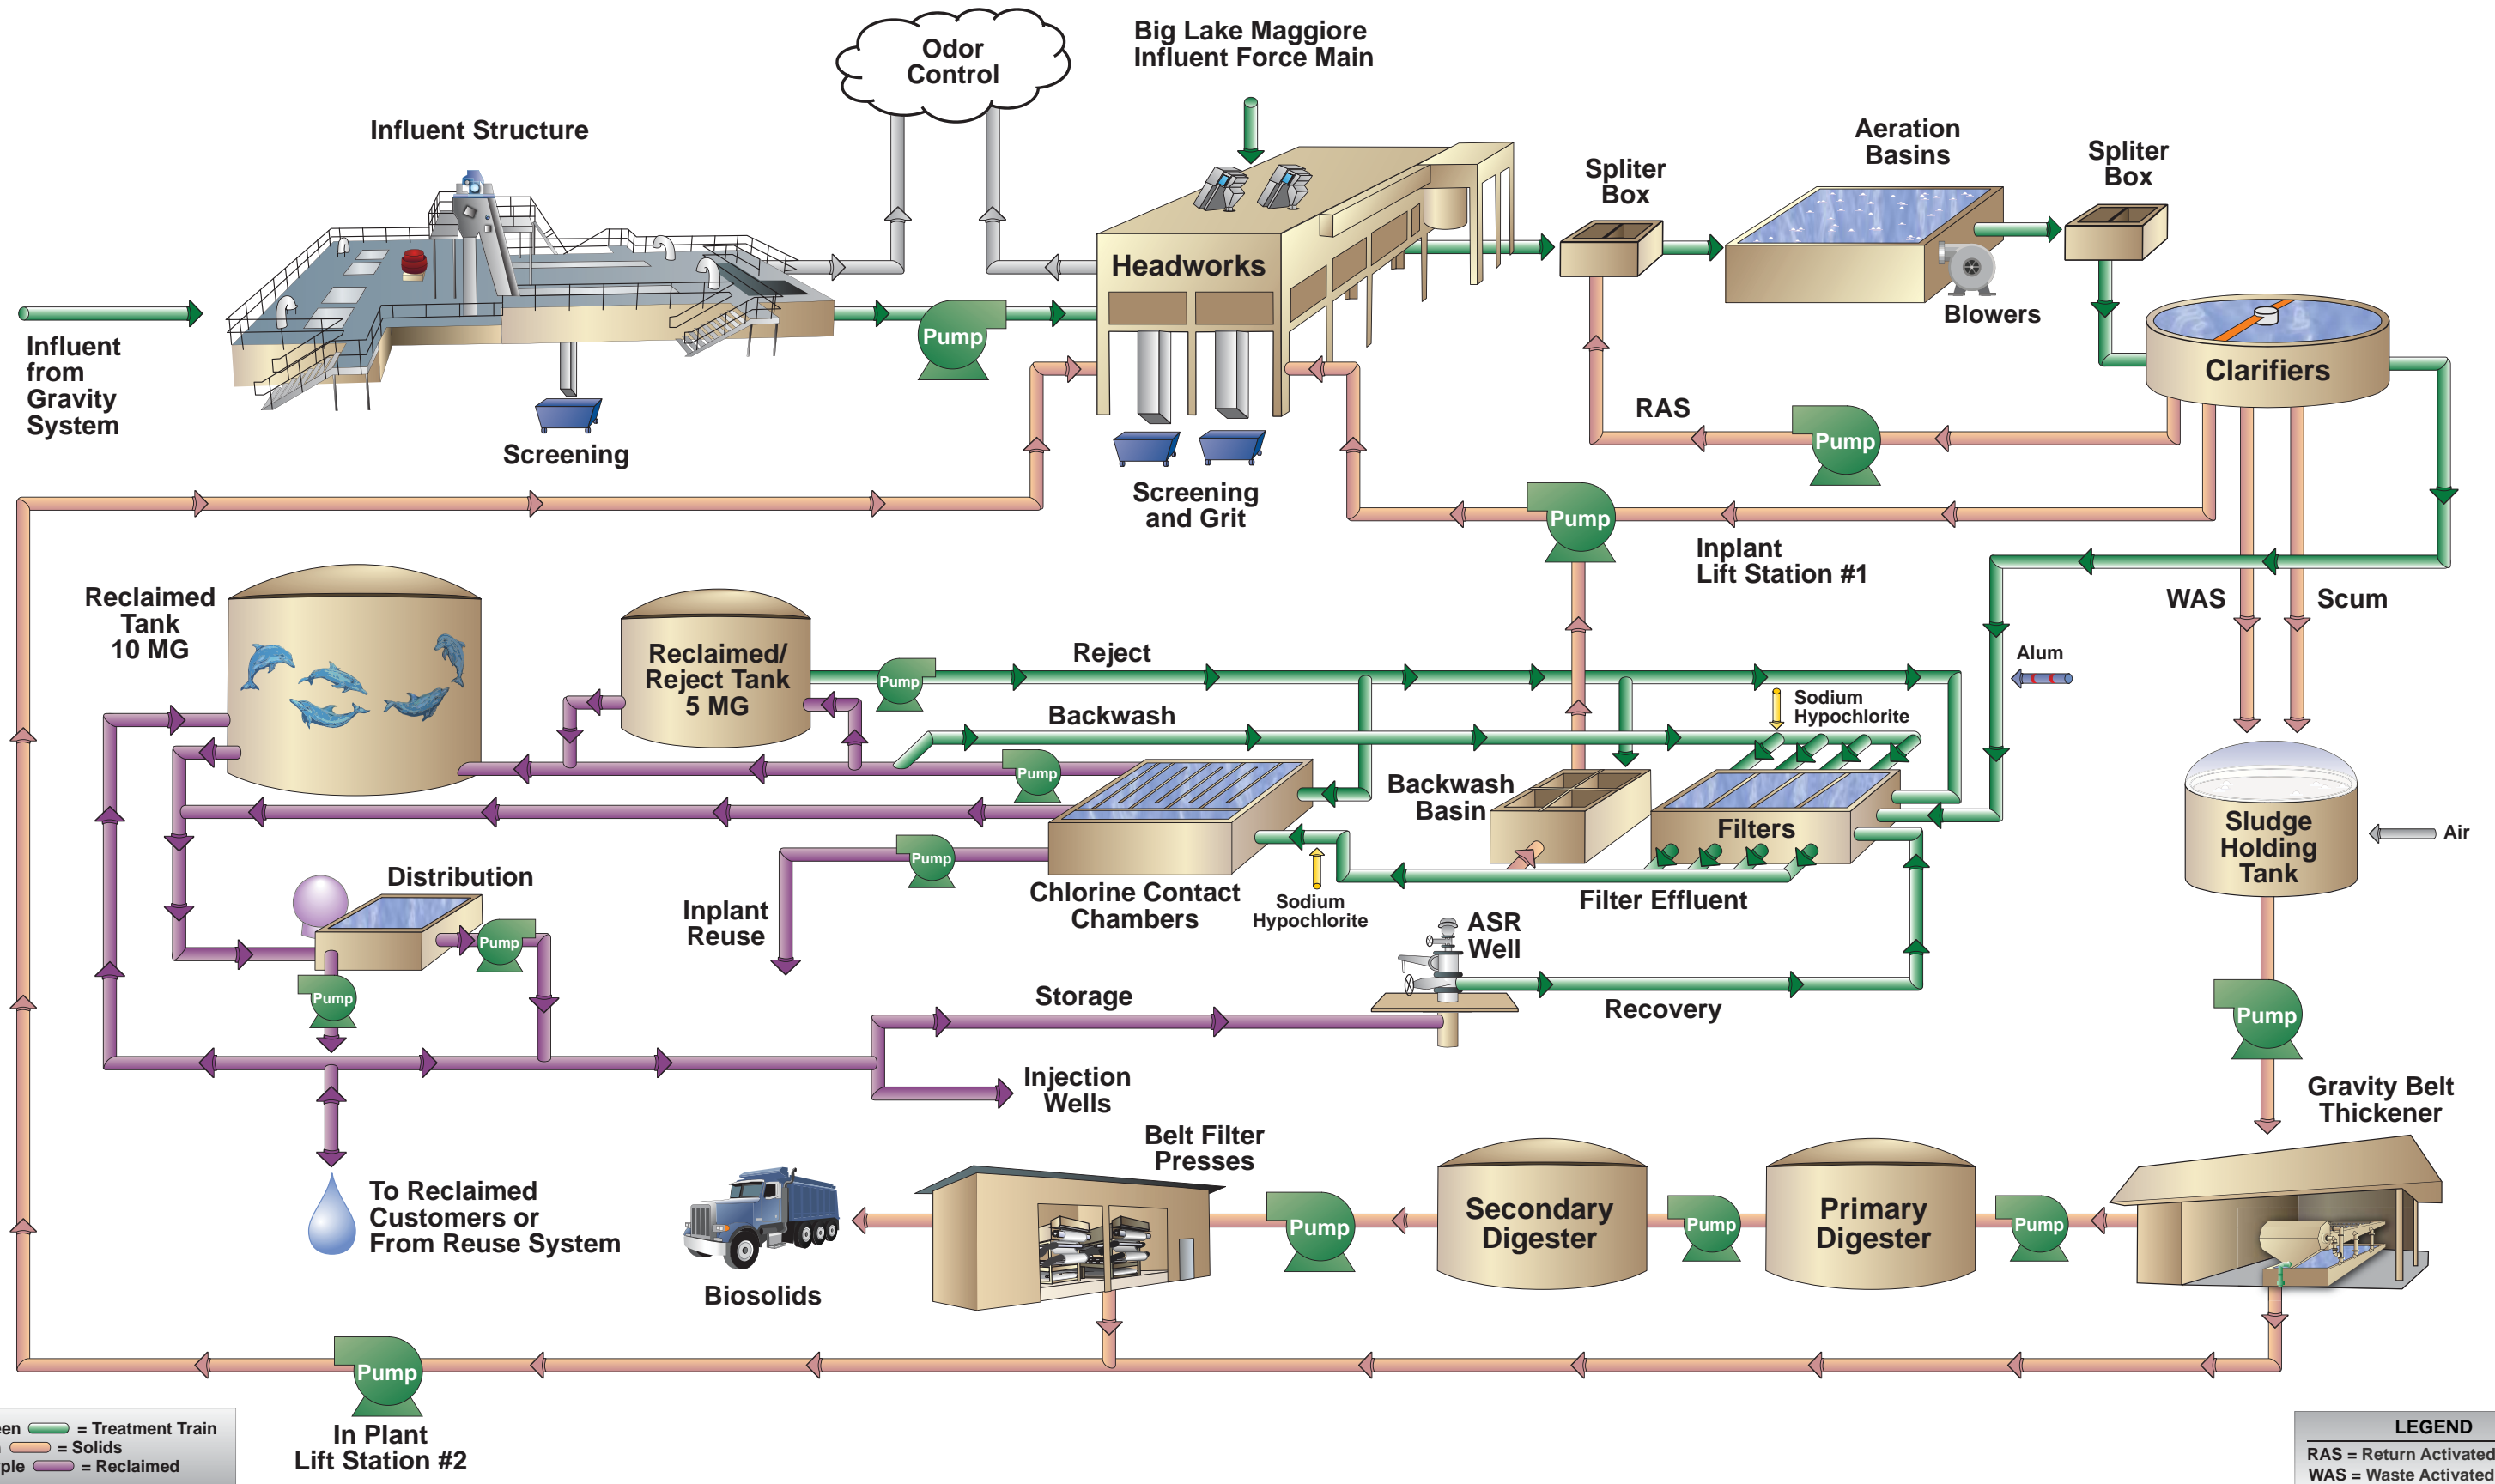 Odor
Control
Big Lake Maggiore
Influent Force Main
Influent Structure
Aeration
Basins
Spliter
Box
Spliter
Box
Headworks
Blowers
Influent
from
Gravity
System
Pump
Clarifiers
Screening
RAS
Pump
Screening
and Grit
Pump
Inplant
Lift Station #1
WAS
Scum
Reclaimed
Tank
10 MG
Reclaimed/
Reject Tank
5 MG
Pump
Reject
Alum
Sodium
Hypochlorite
Backwash
Pump
Backwash
Basin
Filters
Sludge
Holding
Tank
Air
Pump
Distribution
Chlorine Contact
Chambers
Sodium
Hypochlorite
Filter Effluent
Inplant
Reuse
ASR
Well
Pump
Pump
Storage
Recovery
Pump
Injection
Wells
Gravity Belt
Thickener
Belt Filter
Presses
To Reclaimed
Customers or
From Reuse System
Pump
Secondary
Digester
Pump
Primary
Digester
Pump
Biosolids
Pump
In Plant
Lift Station #2
= Treatment Train
= Solids
= Reclaimed
LEGEND
RAS = Return Activated
WAS = Waste Activated